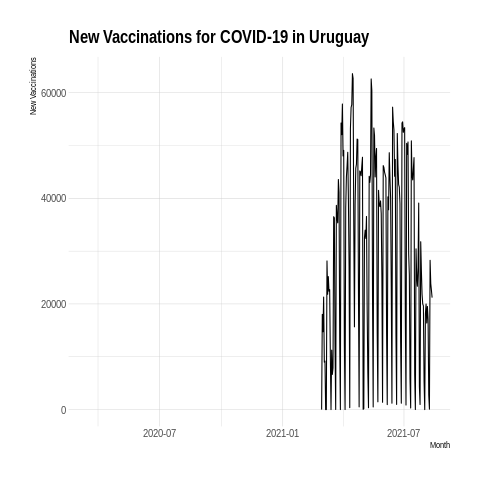 New Vaccinations for COVID-19 in Uruguay
New Vaccinations
60000
40000
20000
0
2020-07
2021-01
2021-07
Month